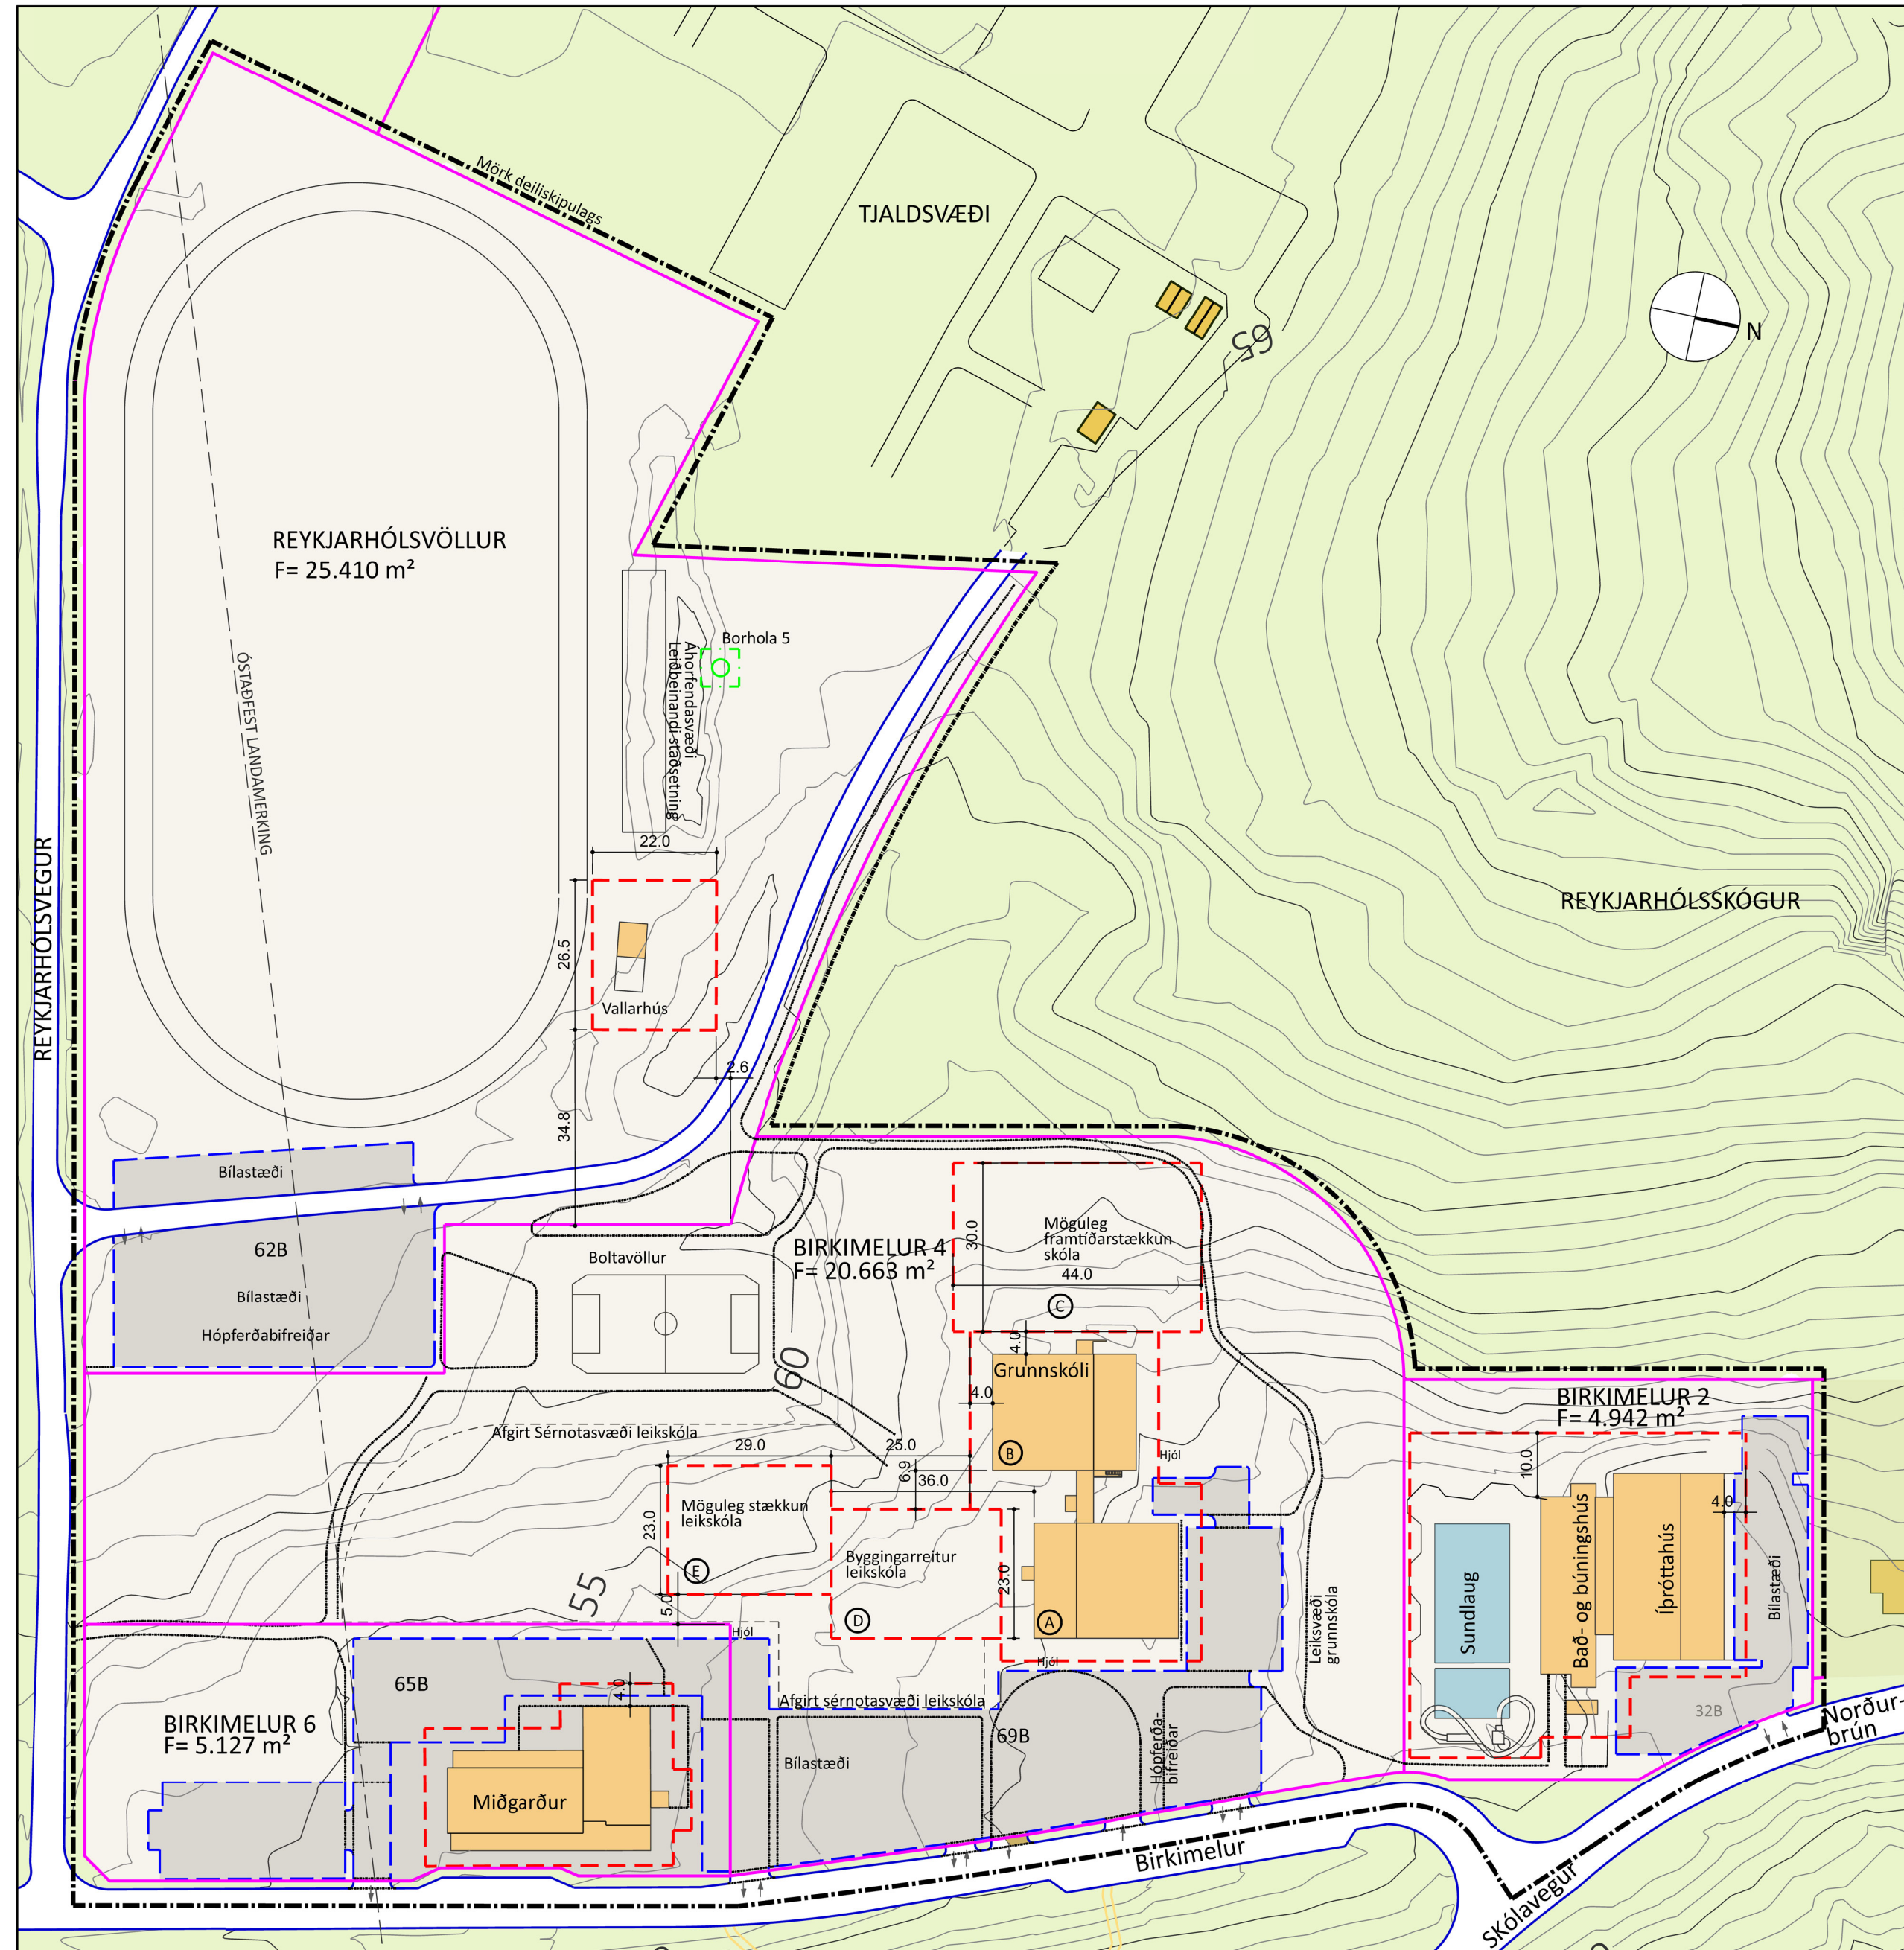 Mörk deiliskipulags
TJALDSVÆÐI
65
N
REYKJARHÓLSVÖLLUR
F= 25.410 m²
ÓSTAÐFEST LANDAMERKING
Borhola 5
Áhorfendasvæði
Leiðbeinandi staðsetning
22.0
26.5
Vallarhús
REYKJARHÓLSVEGUR
REYKJARHÓLSSKÓGUR
2.6
34.8
Bílastæði
62B
Bílastæði
Hópferðabifreiðar
Boltavöllur
BIRKIMELUR 4
F= 20.663 m²
30.0
Möguleg
framtíðarstækkun
skóla
44.0
C
4.0
Grunnskóli
4.0
60
B
Hjól
BIRKIMELUR 2
F= 4.942 m²
10.0
4.0
Afgirt Sérnotasvæði leikskóla
29.0
25.0
6.9
36.0
23.0
Möguleg stækkun
leikskóla
E
5.0
55
Byggingarreitur
leikskóla
D
23.0
A
Hjól
Hjól
Leiksvæði
grunnskóla
Sundlaug
Bað- og búningshús
Íþróttahús
Bílastæði
32B
65B
4.0
BIRKIMELUR 6
F= 5.127 m²
Miðgarður
Afgirt sérnotasvæði leikskóla
Bílastæði
69B
Hópferða-
bifreiðar
Birkimelur
Skólavegur
Norður-
brún